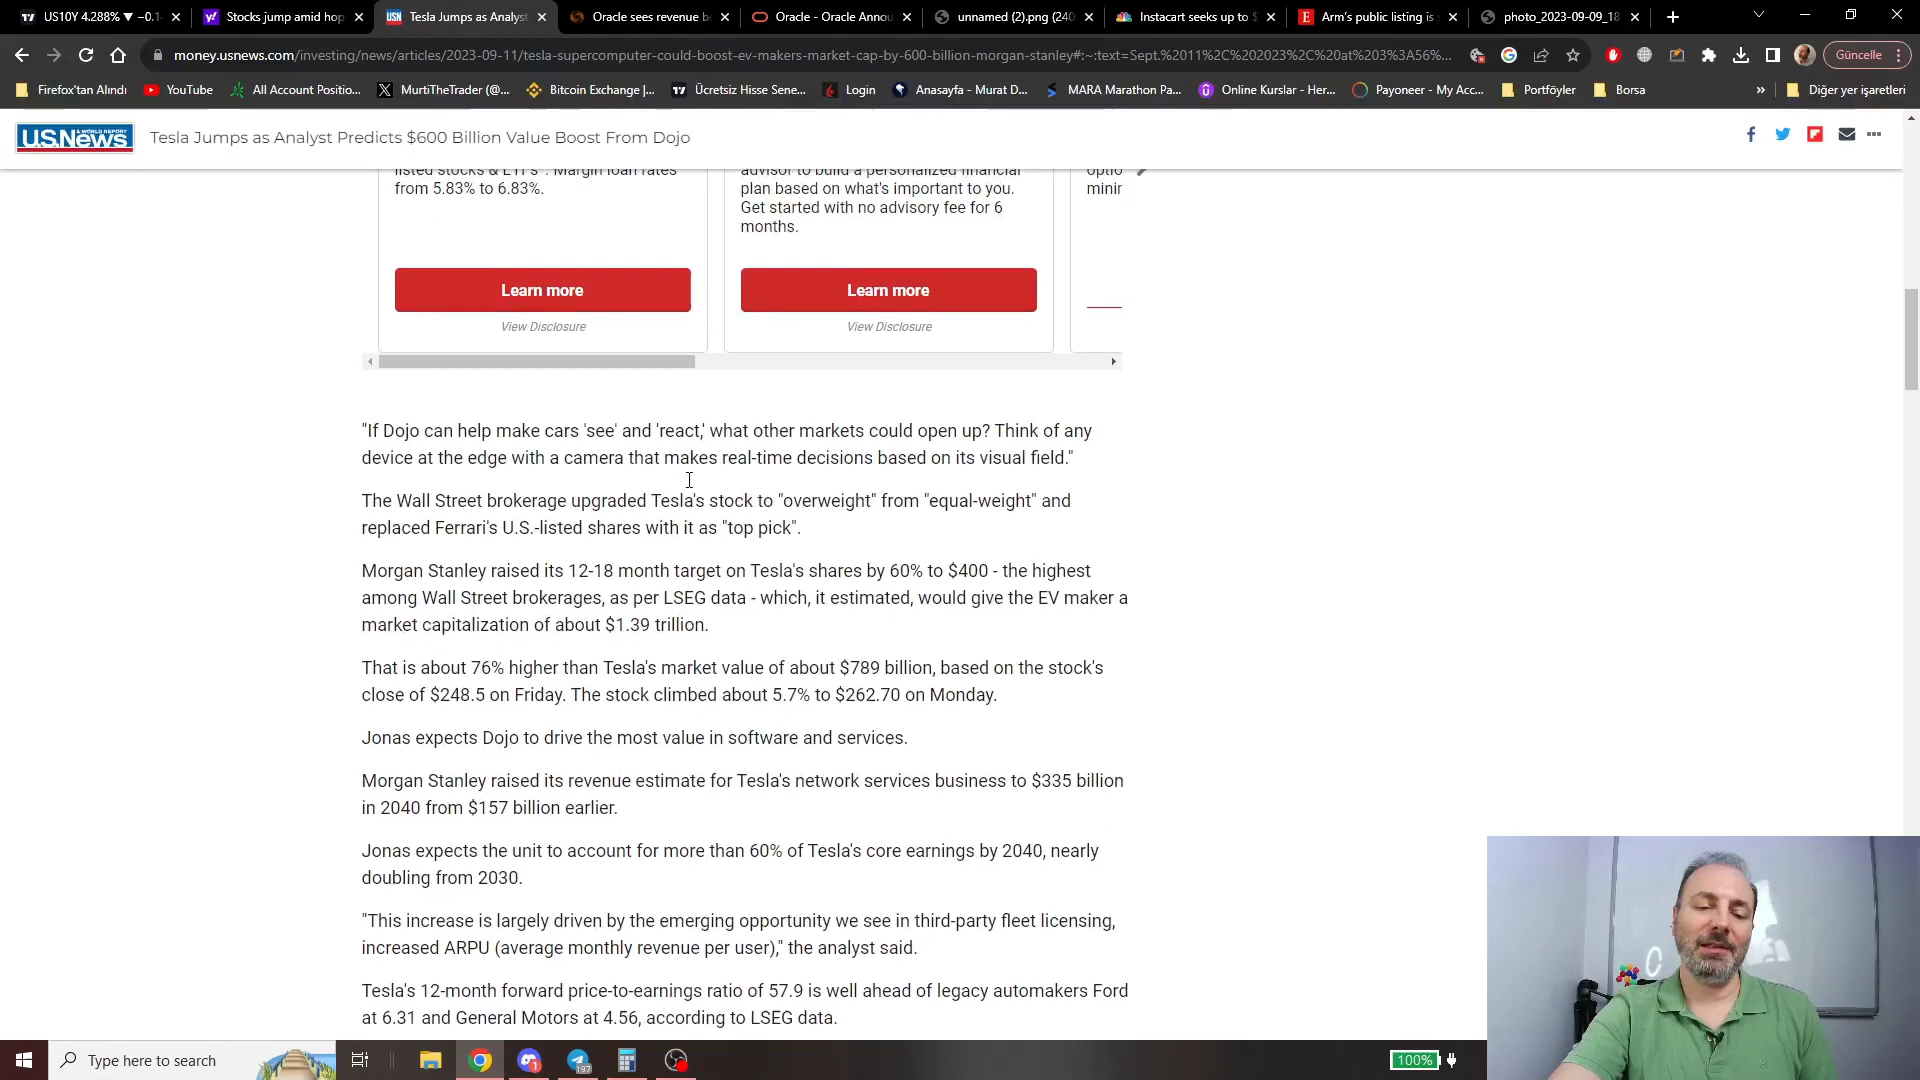 US10Y 4.288% ▼ −0.1
Stocks jump amid hop
Tesla Jumps as Analyst
Oracle sees revenue b
Oracle - Oracle Annou
unnamed (2).png (240
Instacart seeks up to $
Arm's public listing is
photo_2023-09-09_18
money.usnews.com/investing/news/articles/2023-09-11/tesla-supercomputer-could-boost-ev-makers-market-cap-by-600-billion-morgan-stanley#:~:text=Sept.%2011%2C%202023%2C%20at%203%3A56%...
Güncelle
Firefox'tan Alındı
YouTube
All Account Positio...
MurtiTheTrader (@...
Bitcoin Exchange |...
Ücretsiz Hisse Sene...
Login
Anasayfa - Murat D...
MARA Marathon Pa...
Online Kurslar - Her...
Payoneer - My Acc...
Portföyler
Borsa
»
Diğer yer işaretleri
U.S.News
& WORLD REPORT
Tesla Jumps as Analyst Predicts $600 Billion Value Boost From Dojo
listed stocks & ETFs*. Margin loan rates
from 5.83% to 6.83%.
Learn more
View Disclosure
advisor to build a personalized financial
plan based on what's important to you.
Get started with no advisory fee for 6
months.
Learn more
View Disclosure
optio
minir
"If Dojo can help make cars 'see' and 'react,' what other markets could open up? Think of any
device at the edge with a camera that makes real-time decisions based on its visual field."
The Wall Street brokerage upgraded Tesla's stock to "overweight" from "equal-weight" and
replaced Ferrari's U.S.-listed shares with it as "top pick".
Morgan Stanley raised its 12-18 month target on Tesla's shares by 60% to $400 - the highest
among Wall Street brokerages, as per LSEG data - which, it estimated, would give the EV maker a
market capitalization of about $1.39 trillion.
That is about 76% higher than Tesla's market value of about $789 billion, based on the stock's
close of $248.5 on Friday. The stock climbed about 5.7% to $262.70 on Monday.
Jonas expects Dojo to drive the most value in software and services.
Morgan Stanley raised its revenue estimate for Tesla's network services business to $335 billion
in 2040 from $157 billion earlier.
Jonas expects the unit to account for more than 60% of Tesla's core earnings by 2040, nearly
doubling from 2030.
"This increase is largely driven by the emerging opportunity we see in third-party fleet licensing,
increased ARPU (average monthly revenue per user)," the analyst said.
Tesla's 12-month forward price-to-earnings ratio of 57.9 is well ahead of legacy automakers Ford
at 6.31 and General Motors at 4.56, according to LSEG data.
Type here to search
1
197
100%